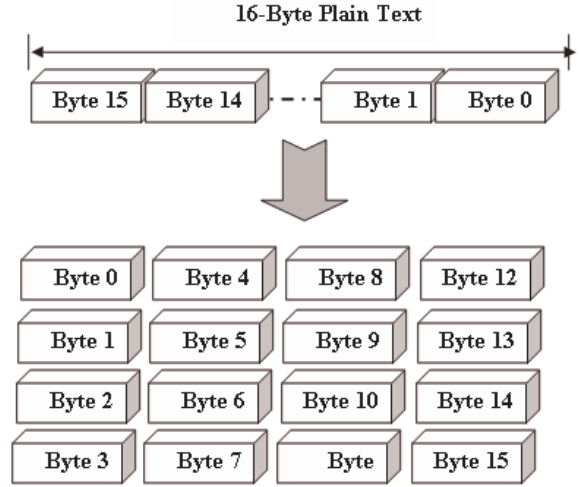 16-Byte Plain Text
Byte 15 Byte 14 Byte 1 Byte 0
Byte 0 Byte 4 Byte 8 Byte 12
Byte 1 Byte 5 Byte 9 Byte 13
Byte 2 Byte 6 Byte 10 Byte 14
Byte 3 Byte 7 Byte Byte 15